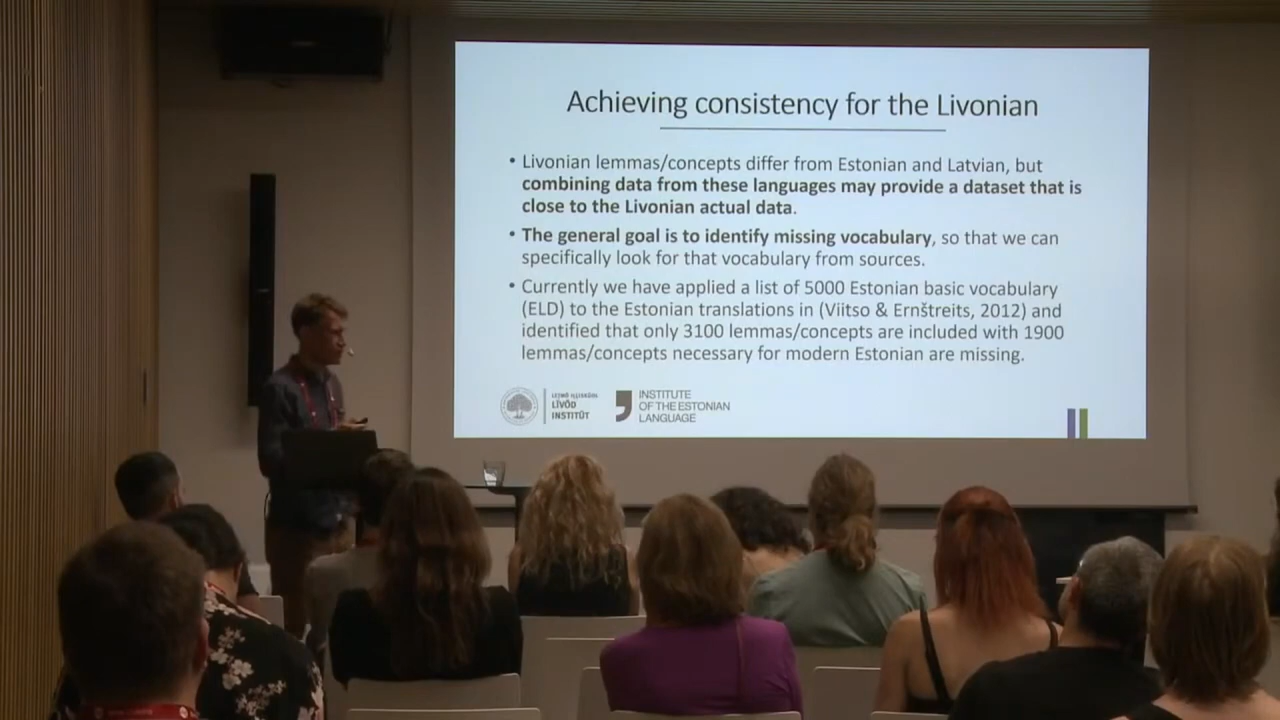 Achieving consistency for the Livonian
• Livonian lemmas/concepts differ from Estonian and Latvian, but
combining data from these languages may provide a dataset that is
close to the Livonian actual data.
• The general goal is to identify missing vocabulary, so that we can
specifically look for that vocabulary from sources.
• Currently we have applied a list of 5000 Estonian basic vocabulary
(ELD) to the Estonian translations in (Viitso & Ernštreits, 2012) and
identified that only 3100 lemmas/concepts are included with 1900
lemmas/concepts necessary for modern Estonian are missing.
LĪVÕD
INSTITŪT
INSTITUTE
OF THE ESTONIAN
LANGUAGE